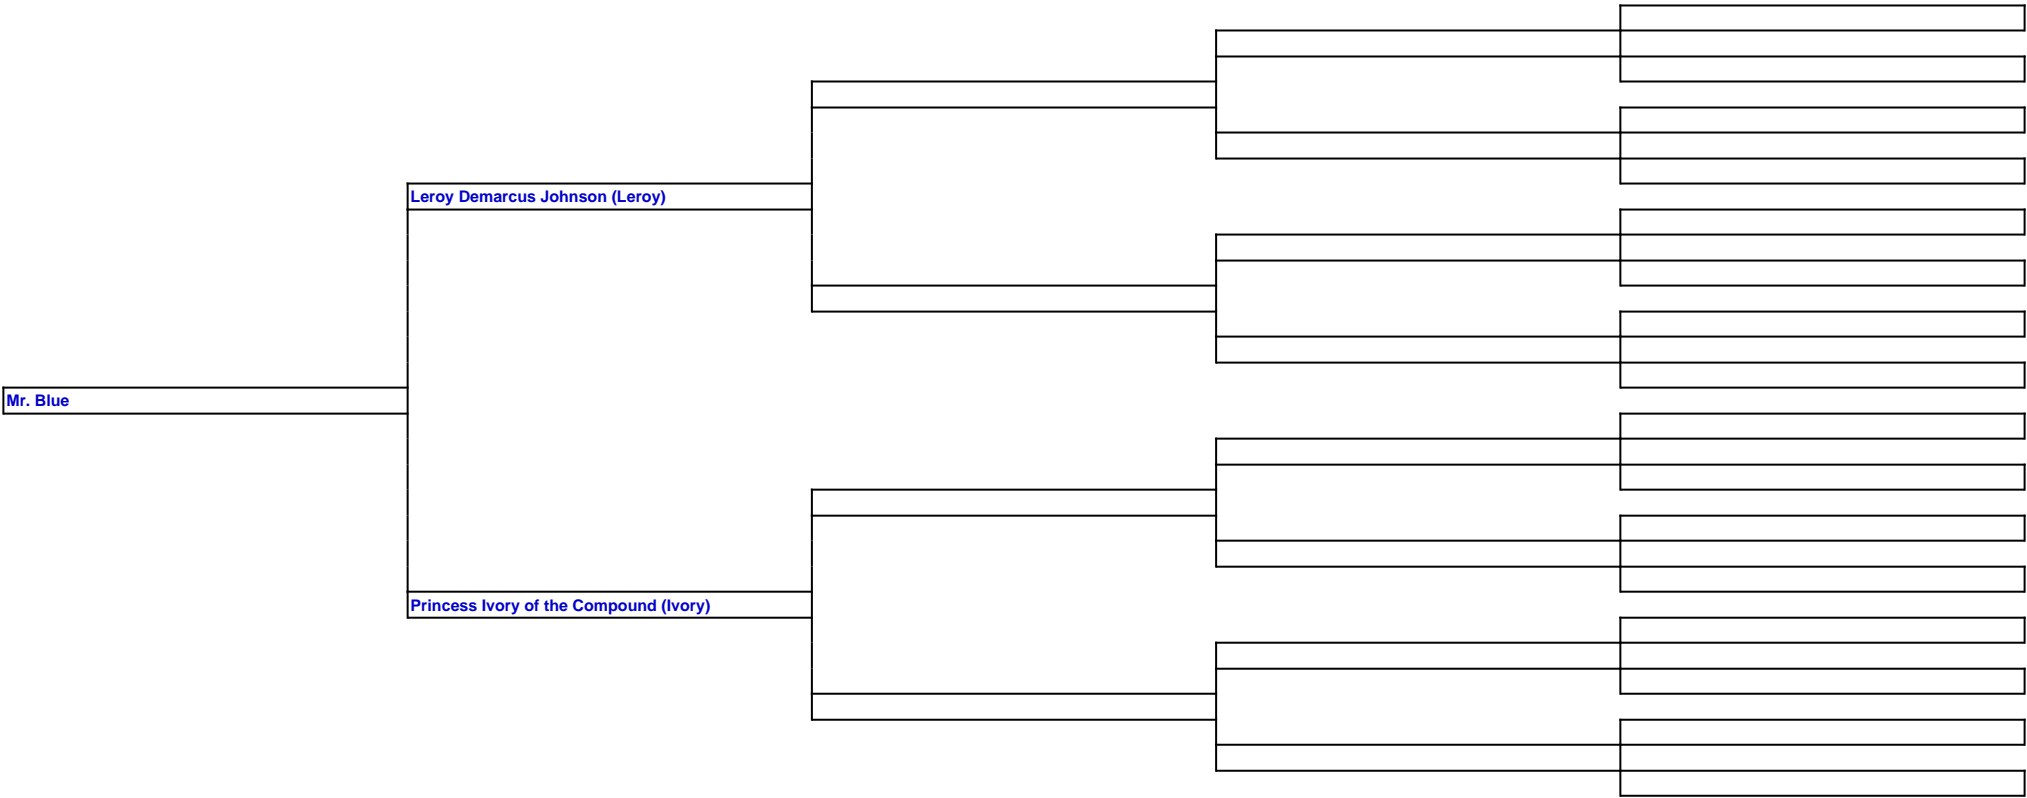 Leroy Demarcus Johnson (Leroy)
Mr. Blue
Princess Ivory of the Compound (Ivory)